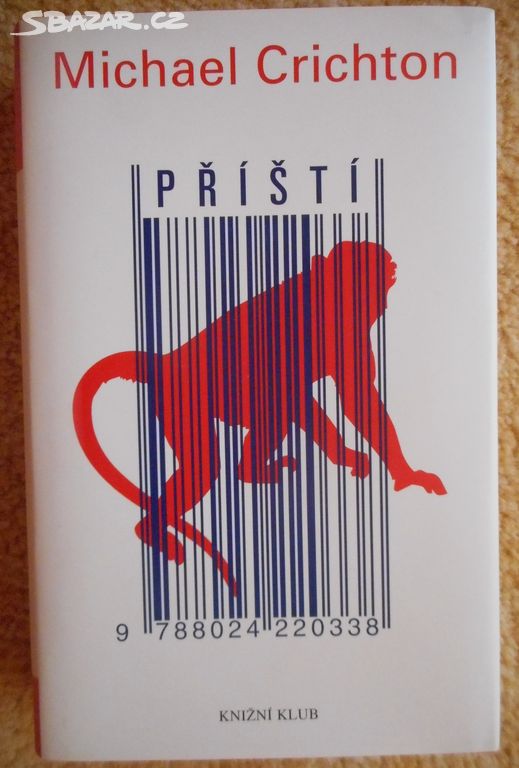 SBAZAR.CZ
Michael Crichton
PŘÍŠTÍ
9 788024 220338
KNIŽNÍ KLUB